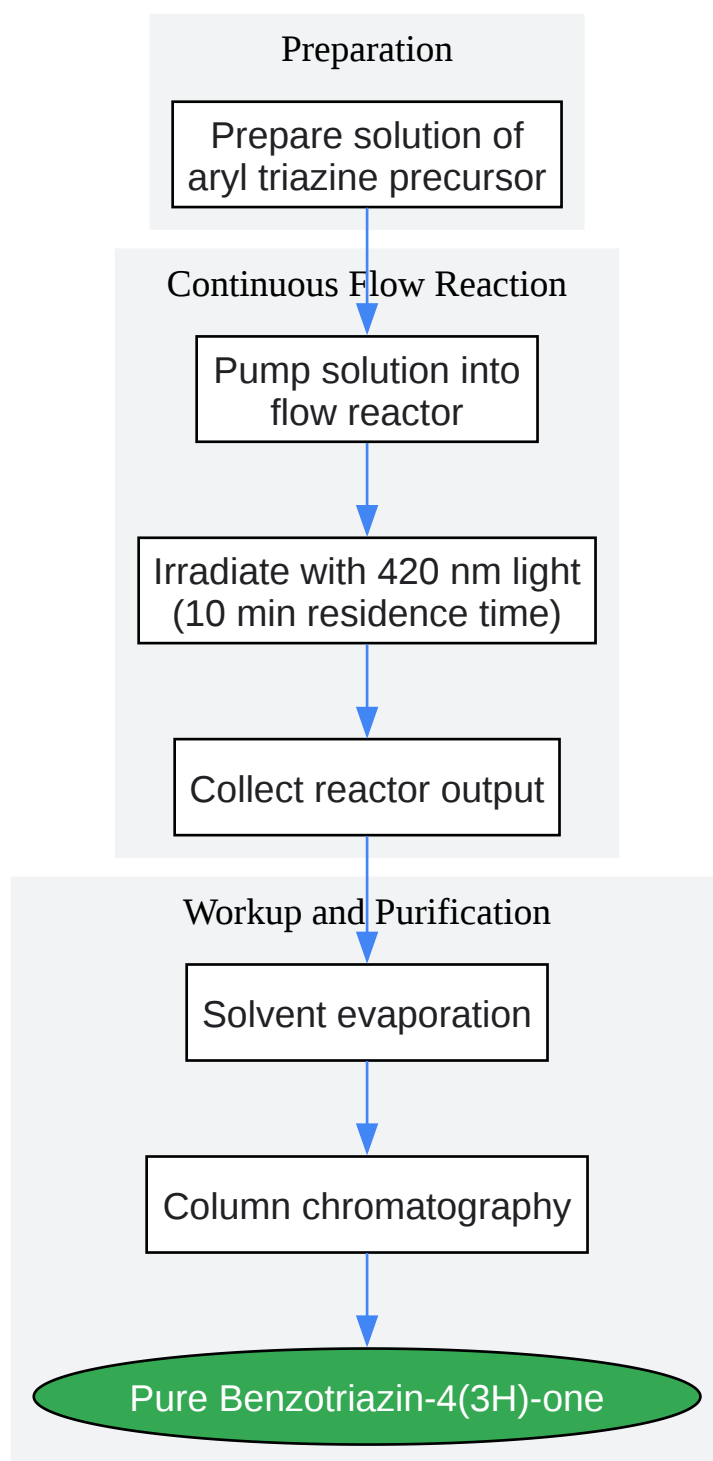 Preparation
Prepare solution of
aryl triazine precursor
Continuous Flow Reaction
Pump solution into
flow reactor
Irradiate with 420 nm light
(10 min residence time)
Collect reactor output
Workup and Purification
Solvent evaporation
Column chromatography
Pure Benzotriazin-4(3H)-one